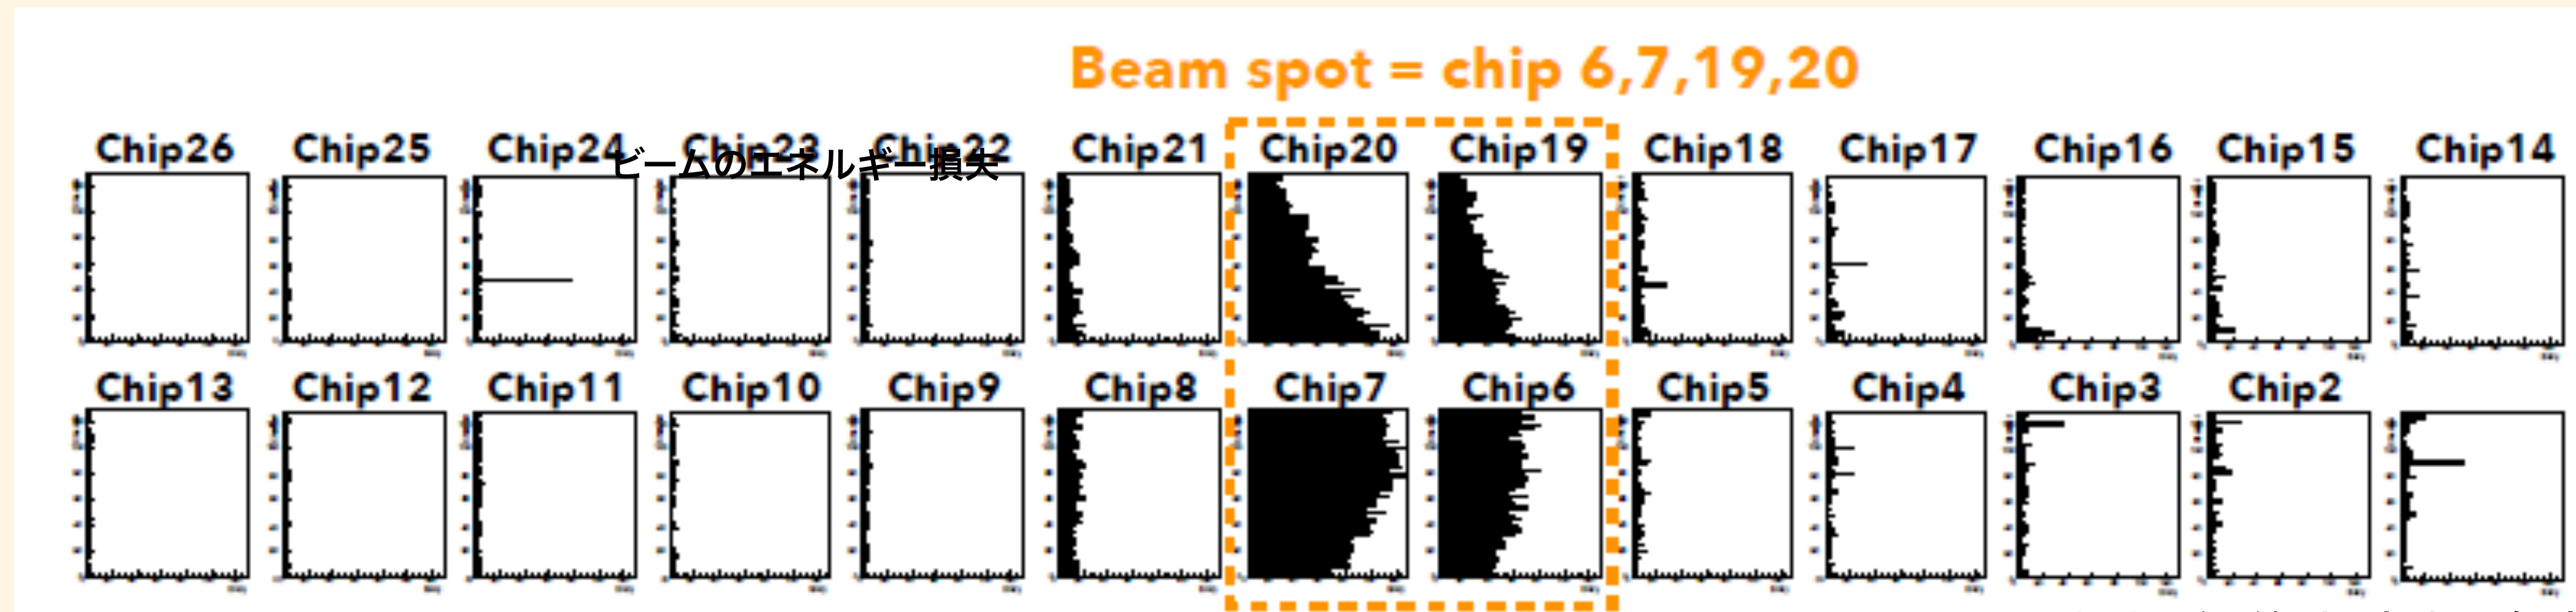 Beam spot = chip 6,7,19,20
Chip26 Chip25 Chip24 Chip23 Chip22 Chip21 Chip20 Chip19 Chip18 Chip17 Chip16 Chip15 Chip14
ビームのエネルギー損失
Chip13 Chip12 Chip11 Chip10 Chip9 Chip8 Chip7 Chip6 Chip5 Chip4 Chip3 Chip2